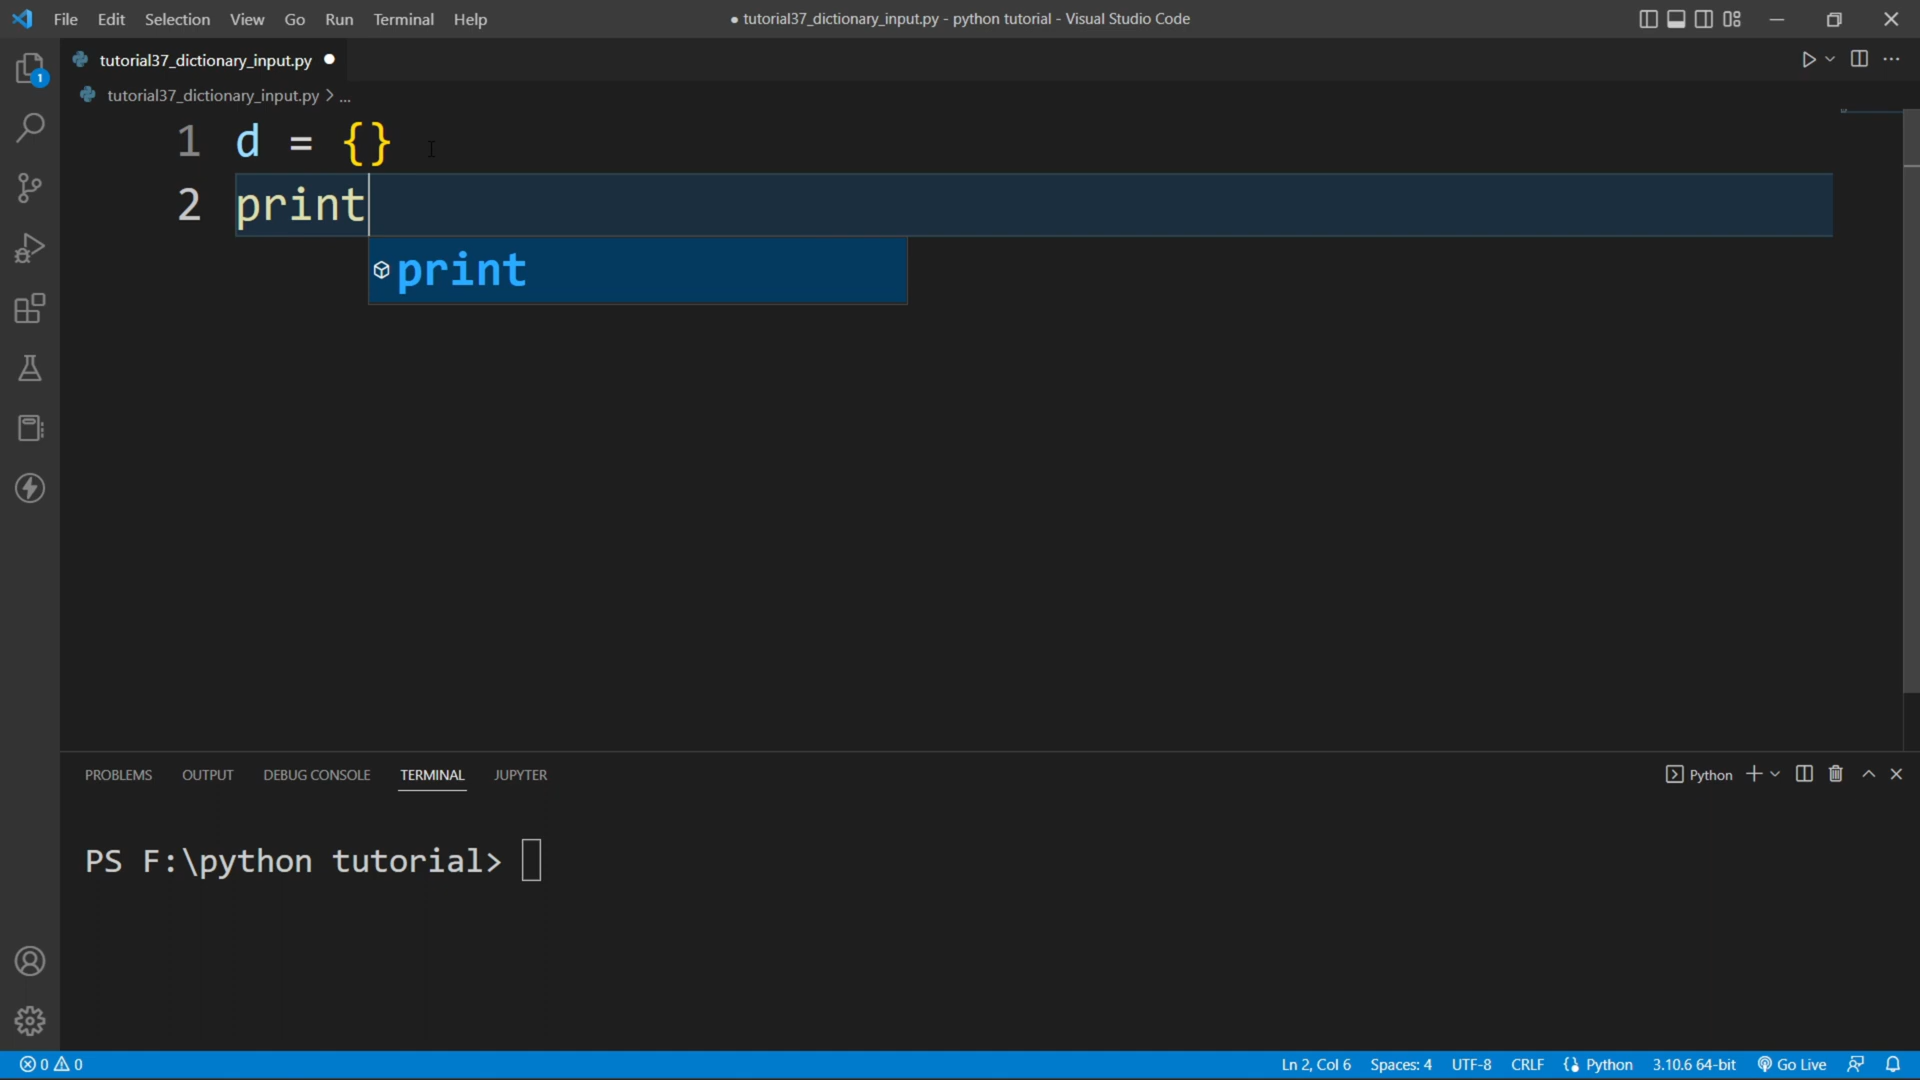 File Edit Selection View Go Run Terminal Help ● tutorial37_dictionary_input.py - python tutorial - Visual Studio Code
tutorial37_dictionary_input.py ●
tutorial37_dictionary_input.py > ...
1
1 d = {}
2 print
print
PROBLEMS OUTPUT DEBUG CONSOLE TERMINAL JUPYTER Python
PS F:\python tutorial>
0 0 Ln 2, Col 6 Spaces: 4 UTF-8 CRLF Python 3.10.6 64-bit Go Live